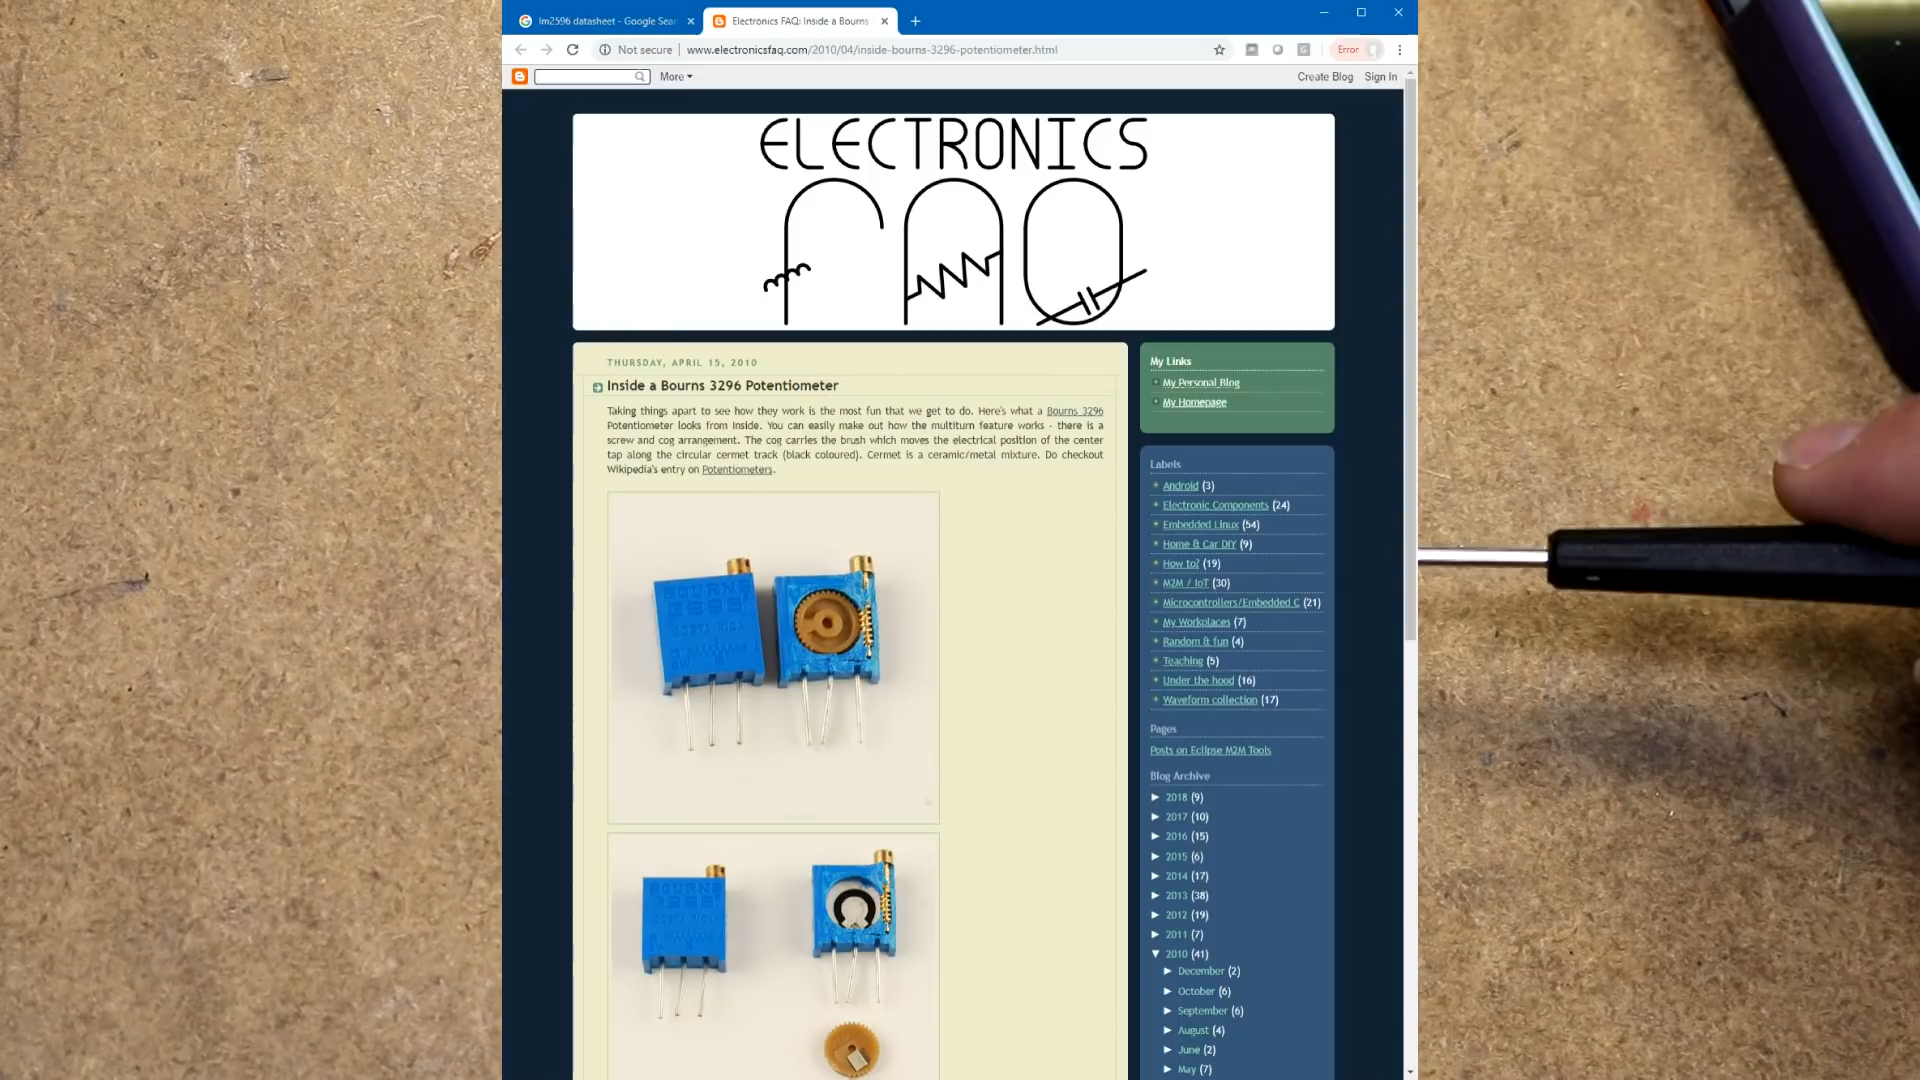 lm2596 datasheet - Google Sear
Electronics FAQ: Inside a Bourns
Not secure
www.electronicsfaq.com/2010/04/inside-bourns-3296-potentiometer.html
Error
More
Create Blog
Sign In
ELECTRONICS
FAQ
THURSDAY, APRIL 15, 2010
Inside a Bourns 3296 Potentiometer
Taking things apart to see how they work is the most fun that we get to do. Here's what a Bourns 3296
Potentiometer looks from inside. You can easily make out how the multiturn feature works - there is a
screw and cog arrangement. The cog carries the brush which moves the electrical position of the center
tap along the circular cermet track (black coloured). Cermet is a ceramic/metal mixture. Do checkout
Wikipedia's entry on Potentiometers.
BOURNS
3296
COSTA RICA
BOURNS
3296
COSTA RICA
My Links
My Personal Blog
My Homepage
Labels
Android (3)
Electronic Components (24)
Embedded Linux (54)
Home & Car DIY (9)
How to? (19)
M2M / IoT (30)
Microcontrollers/Embedded C (21)
My Workplaces (7)
Random & fun (4)
Teaching (5)
Under the hood (16)
Waveform collection (17)
Pages
Posts on Eclipse M2M Tools
Blog Archive
► 2018 (9)
► 2017 (10)
► 2016 (15)
► 2015 (6)
► 2014 (17)
► 2013 (38)
► 2012 (19)
► 2011 (7)
▼ 2010 (41)
► December (2)
► October (6)
► September (6)
► August (4)
► June (2)
► May (7)